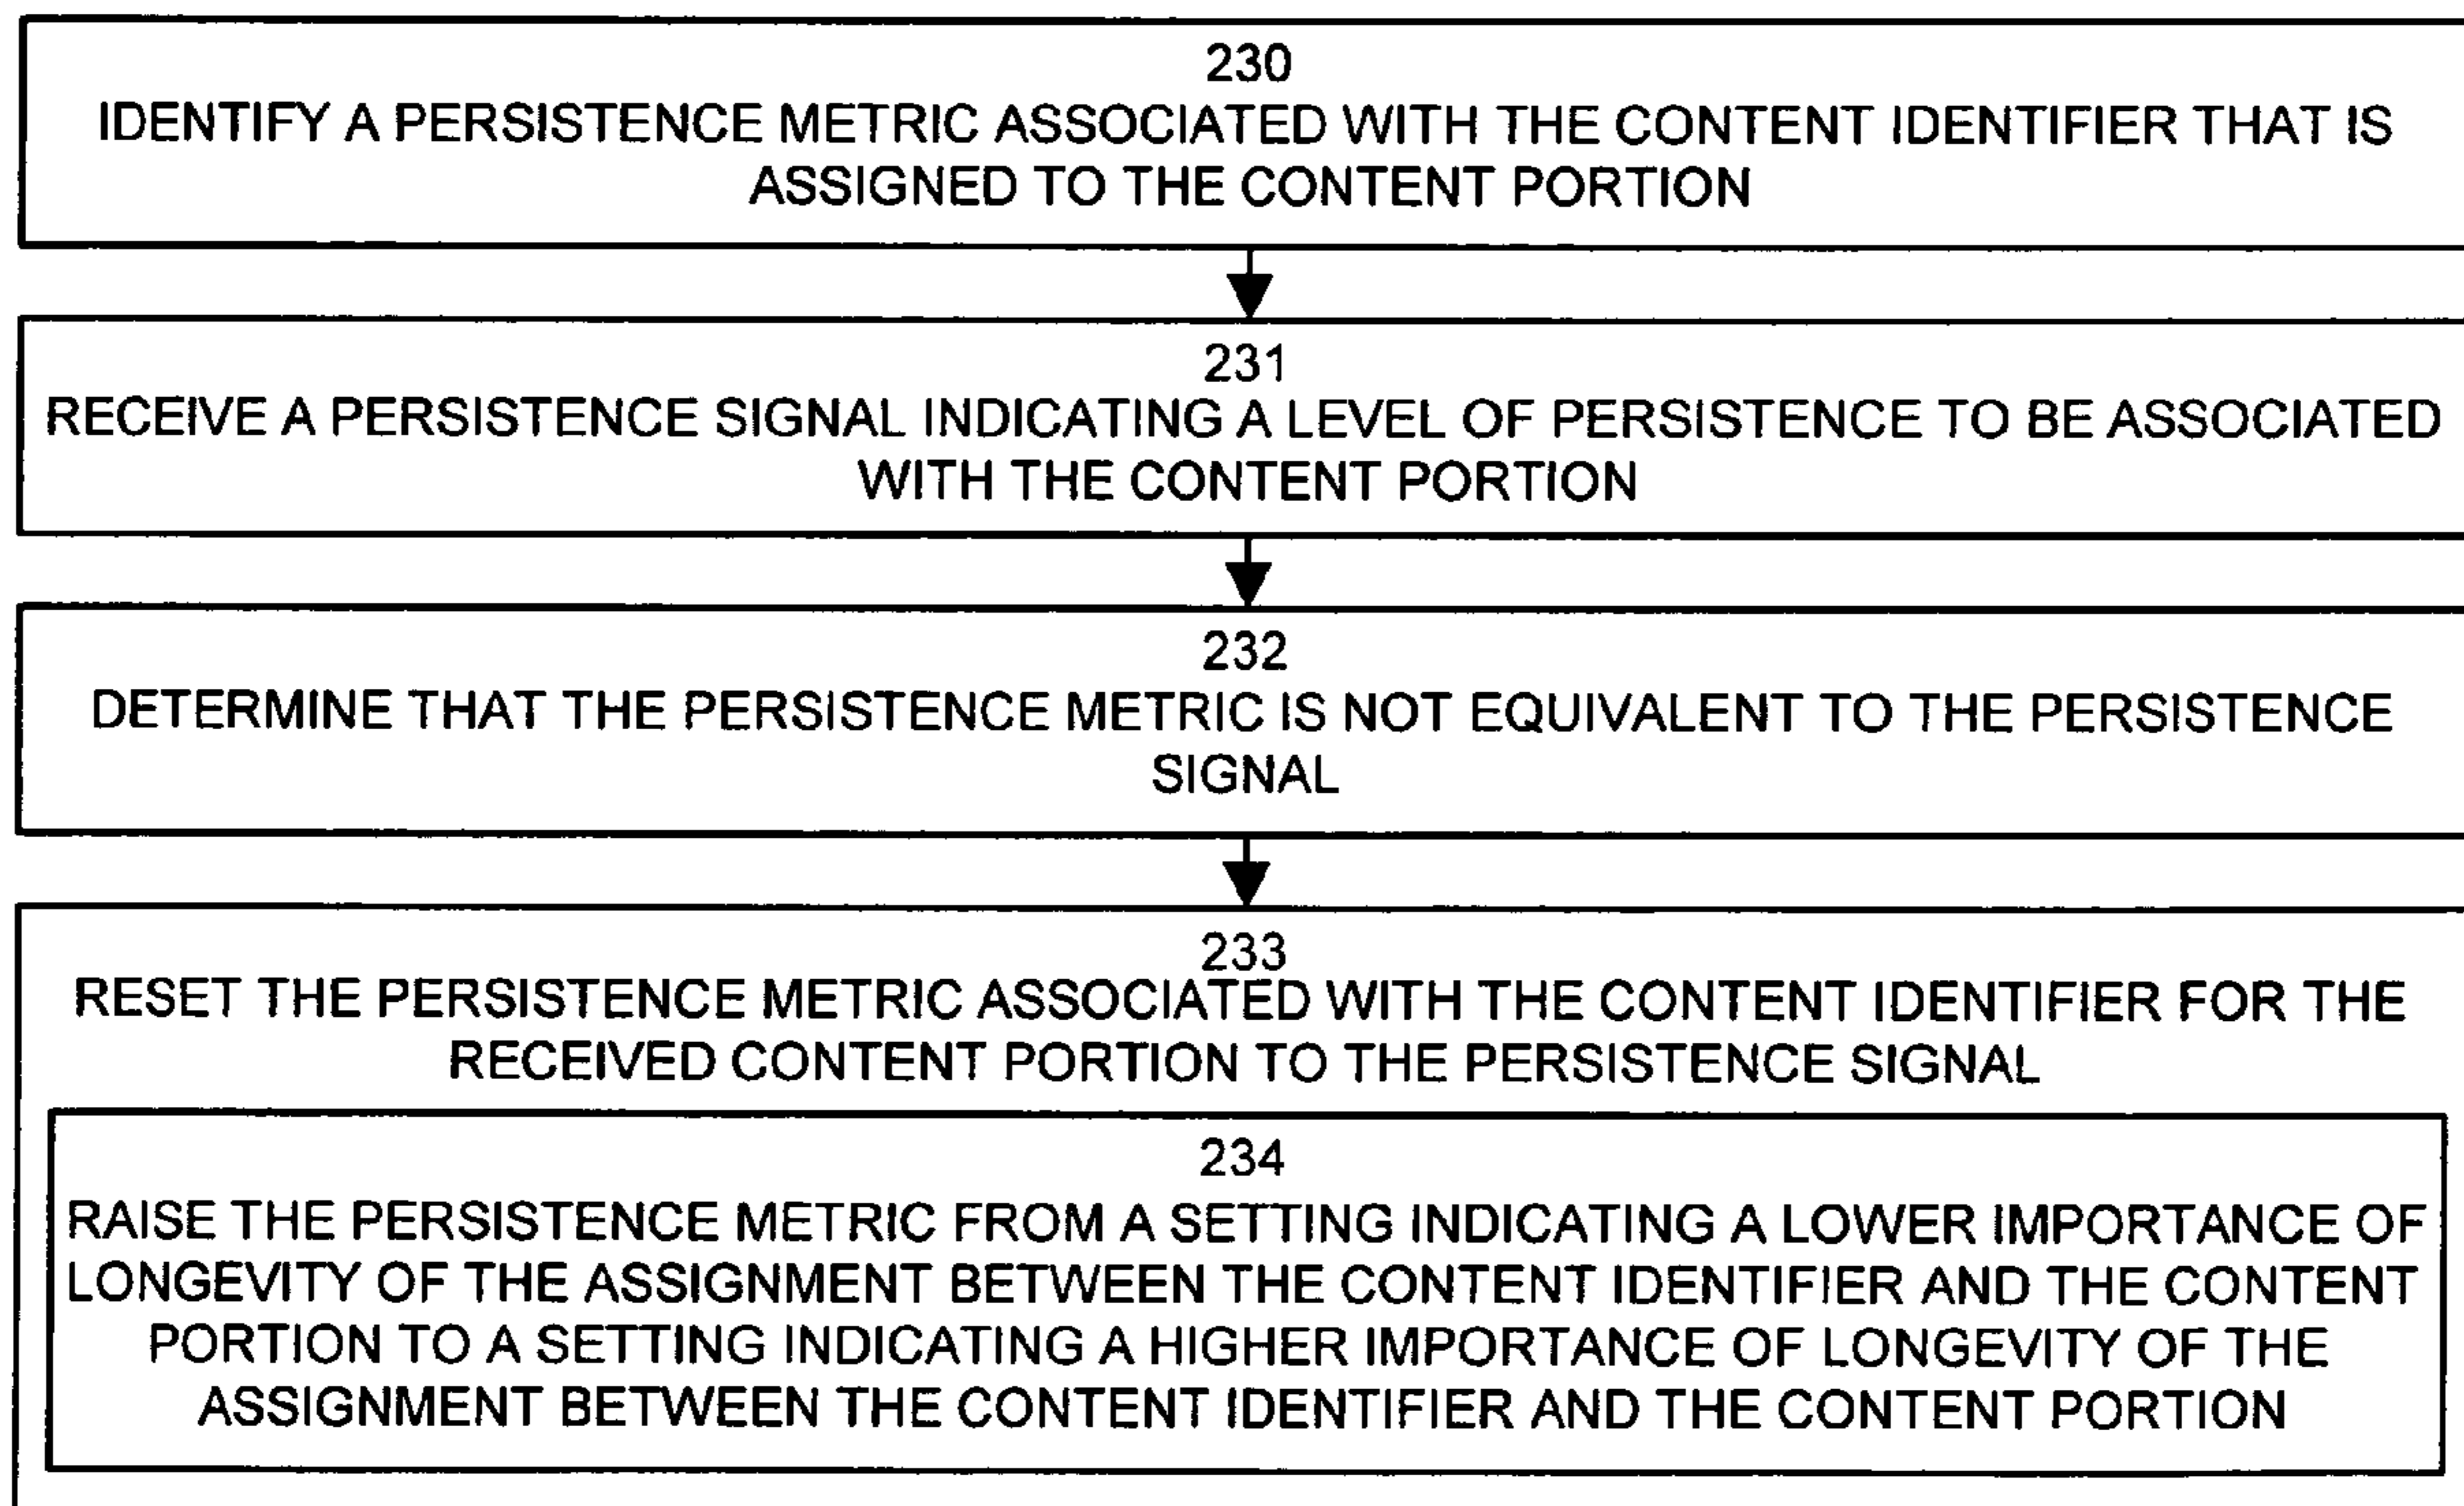 230
IDENTIFY A PERSISTENCE METRIC ASSOCIATED WITH THE CONTENT IDENTIFIER THAT IS
ASSIGNED TO THE CONTENT PORTION
231
RECEIVE A PERSISTENCE SIGNAL INDICATING A LEVEL OF PERSISTENCE TO BE ASSOCIATED
WITH THE CONTENT PORTION
232
DETERMINE THAT THE PERSISTENCE METRIC IS NOT EQUIVALENT TO THE PERSISTENCE
SIGNAL
233
RESET THE PERSISTENCE METRIC ASSOCIATED WITH THE CONTENT IDENTIFIER FOR THE
RECEIVED CONTENT PORTION TO THE PERSISTENCE SIGNAL
234
RAISE THE PERSISTENCE METRIC FROM A SETTING INDICATING A LOWER IMPORTANCE OF
LONGEVITY OF THE ASSIGNMENT BETWEEN THE CONTENT IDENTIFIER AND THE CONTENT
PORTION TO A SETTING INDICATING A HIGHER IMPORTANCE OF LONGEVITY OF THE
ASSIGNMENT BETWEEN THE CONTENT IDENTIFIER AND THE CONTENT PORTION